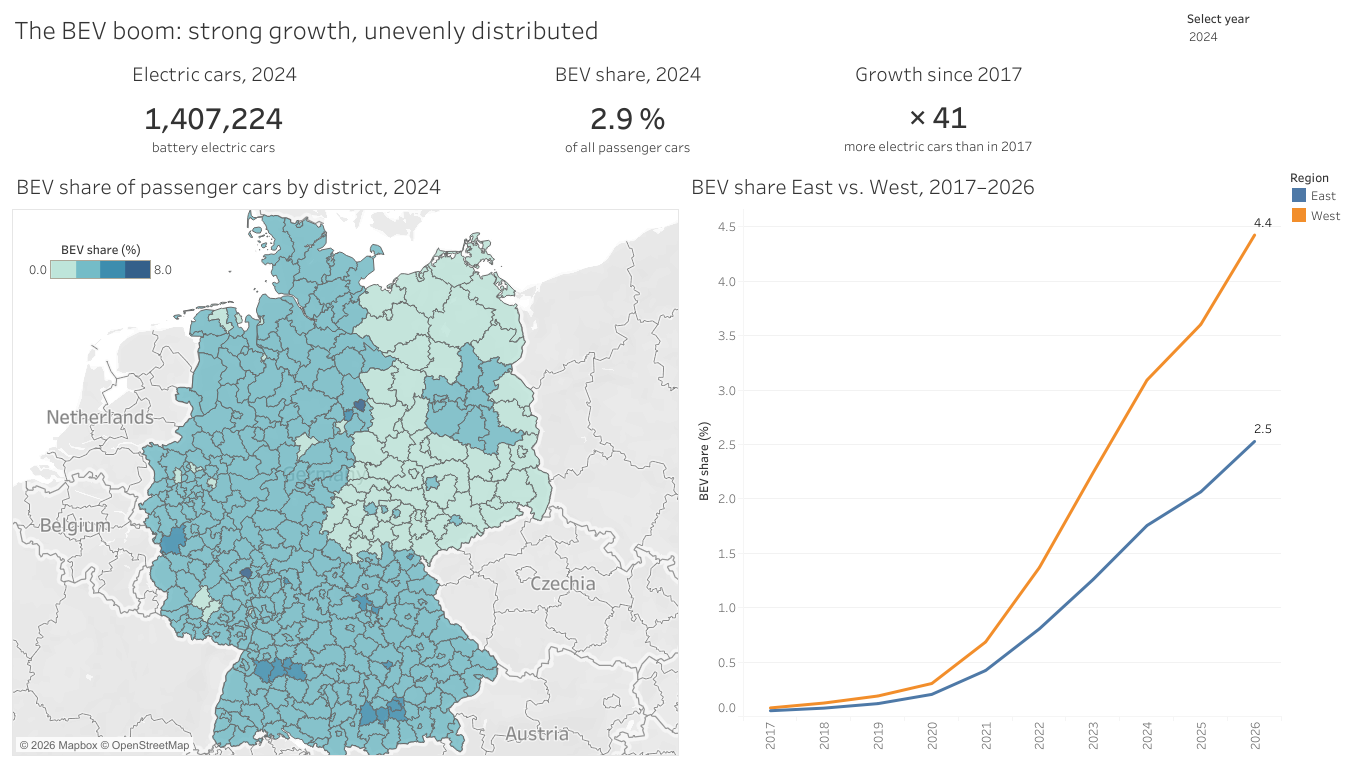 The BEV boom: strong growth, unevenly distributed
Select year
2024
Electric cars, 2024
1,407,224
battery electric cars
BEV share, 2024
2.9 %
of all passenger cars
Growth since 2017
× 41
more electric cars than in 2017
BEV share of passenger cars by district, 2024
BEV share (%)
0.0 8.0
Netherlands
Germany
Belgium
Czechia
Austria
© 2026 Mapbox © OpenStreetMap
BEV share East vs. West, 2017–2026
Region
East
West
BEV share (%)
4.5
4.0
3.5
3.0
2.5
2.0
1.5
1.0
0.5
0.0
4.4
2.5
2017 2018 2019 2020 2021 2022 2023 2024 2025 2026